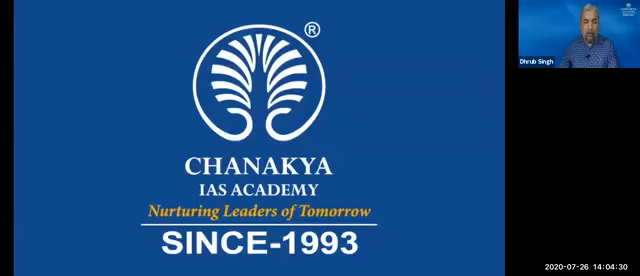 ®
CHANAKYA
IAS ACADEMY
Nurturing Leaders of Tomorrow
SINCE-1993
Dhrub Singh
2020-07-26 14:04:30